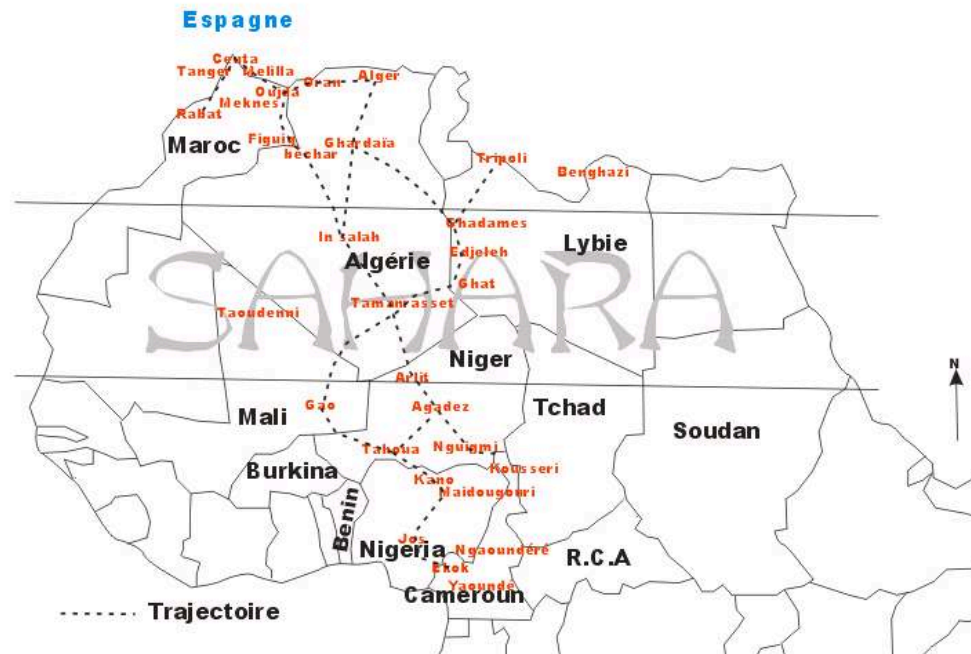 Espagne
Ceuta
Tanger
Melilla
Oujda
Oran
Alger
Rabat
Meknes
Maroc
Figuig
bechar
Ghardaïa
Tripoli
Benghazi
In salah
Algérie
Ghadames
Edjeleh
Lybie
Ghat
SAHARA
Taoudenni
Tamanrasset
Niger
Arlit
Agadez
Tchad
N
Gao
Mali
Soudan
Tahoua
Nguigmi
Kousseri
Burkina
Kano
Maidougouri
Benin
Jos
Nigeria
Ngaoundéré
R.C.A
Ekok
Yaoundé
Cameroun
Trajectoire